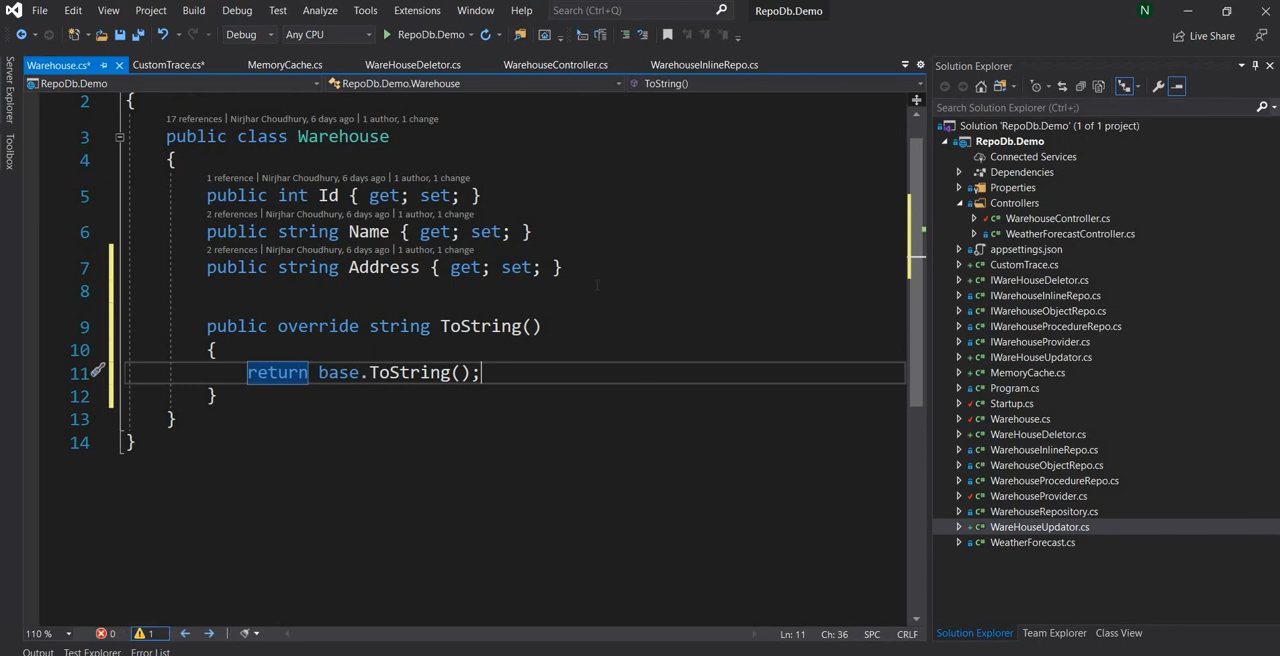 File Edit View Project Build Debug Test Analyze Tools Extensions Window Help Search (Ctrl+Q) RepoDb.Demo N
Debug Any CPU RepoDb.Demo Live Share
Server Explorer
Toolbox
Warehouse.cs* CustomTrace.cs* MemoryCache.cs WareHouseDeletor.cs WarehouseController.cs WarehouseInlineRepo.cs
RepoDb.Demo RepoDb.Demo.Warehouse ToString()
2 {
17 references | Nirjhar Choudhury, 6 days ago | 1 author, 1 change
3 public class Warehouse
4 {
1 reference | Nirjhar Choudhury, 6 days ago | 1 author, 1 change
5 public int Id { get; set; }
2 references | Nirjhar Choudhury, 6 days ago | 1 author, 1 change
6 public string Name { get; set; }
2 references | Nirjhar Choudhury, 6 days ago | 1 author, 1 change
7 public string Address { get; set; }
8
9 public override string ToString()
10 {
11 return base.ToString();
12 }
13 }
14 }
110 % 0 1 Ln: 11 Ch: 36 SPC CRLF
Output Test Explorer Error List
Solution Explorer
Search Solution Explorer (Ctrl+;)
Solution 'RepoDb.Demo' (1 of 1 project)
RepoDb.Demo
Connected Services
Dependencies
Properties
Controllers
C# WarehouseController.cs
C# WeatherForecastController.cs
appsettings.json
C# CustomTrace.cs
C# IWareHouseDeletor.cs
C# IWarehouseInlineRepo.cs
C# IWarehouseObjectRepo.cs
C# IWarehouseProcedureRepo.cs
C# IWarehouseProvider.cs
C# IWareHouseUpdator.cs
C# MemoryCache.cs
C# Program.cs
C# Startup.cs
C# Warehouse.cs
C# WareHouseDeletor.cs
C# WarehouseInlineRepo.cs
C# WarehouseObjectRepo.cs
C# WarehouseProcedureRepo.cs
C# WarehouseProvider.cs
C# WarehouseRepository.cs
C# WareHouseUpdator.cs
C# WeatherForecast.cs
Solution Explorer Team Explorer Class View